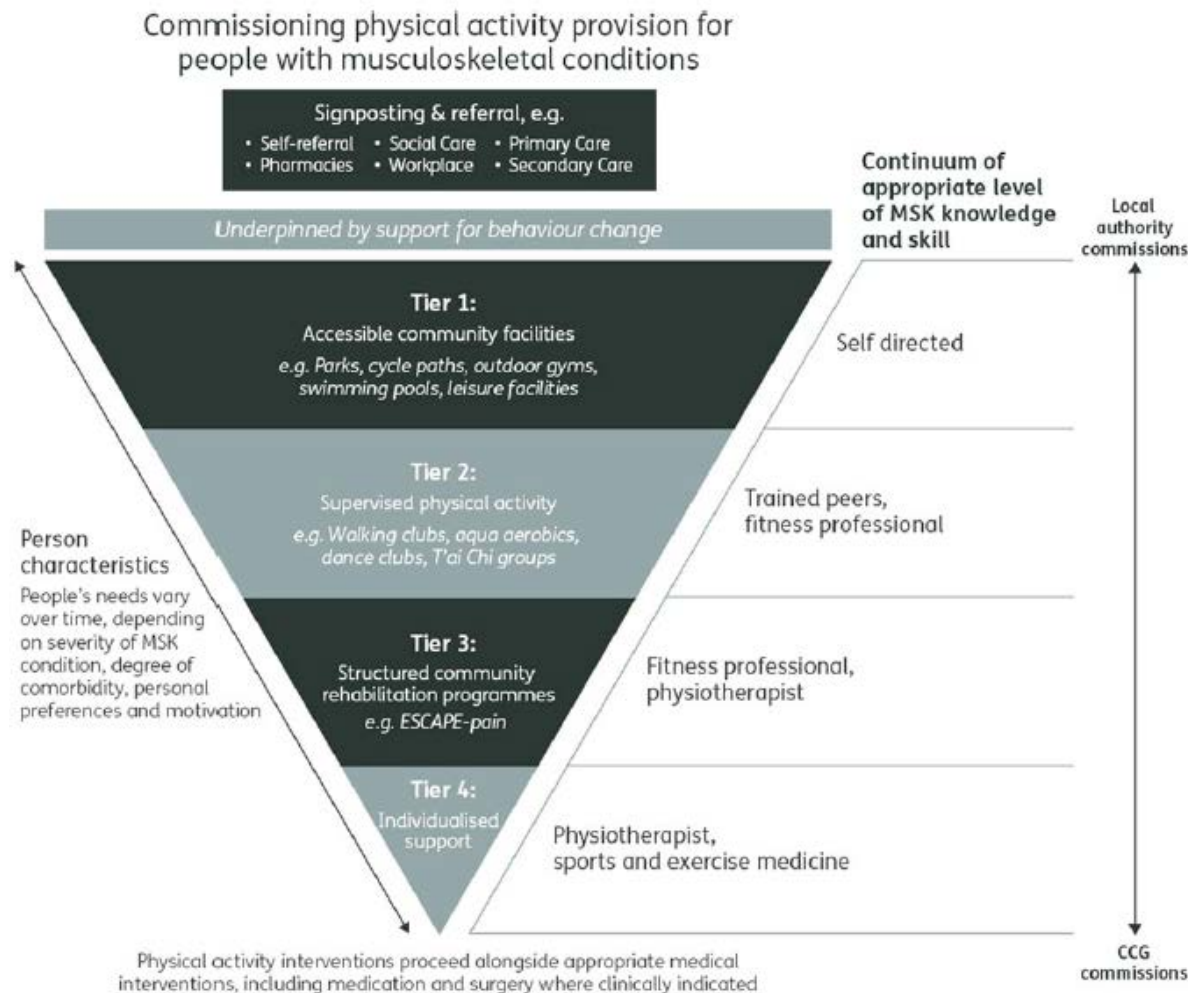 Commissioning physical activity provision for
people with musculoskeletal conditions
Signposting & referral, e.g.
• Self-referral • Social Care • Primary Care
• Pharmacies • Workplace • Secondary Care
Underpinned by support for behaviour change
Continuum of
appropriate level
of MSK knowledge
and skill
Local
authority
commissions
Tier 1:
Accessible community facilities
e.g. Parks, cycle paths, outdoor gyms,
swimming pools, leisure facilities
Self directed
Tier 2:
Supervised physical activity
e.g. Walking clubs, aqua aerobics,
dance clubs, T'ai Chi groups
Trained peers,
fitness professional
Person
characteristics
People's needs vary
over time, depending
on severity of MSK
condition, degree of
comorbidity, personal
preferences and motivation
Tier 3:
Structured community
rehabilitation programmes
e.g. ESCAPE-pain
Fitness professional,
physiotherapist
Tier 4:
Individualised
support
Physiotherapist,
sports and exercise medicine
Physical activity interventions proceed alongside appropriate medical
interventions, including medication and surgery where clinically indicated
CCG
commissions